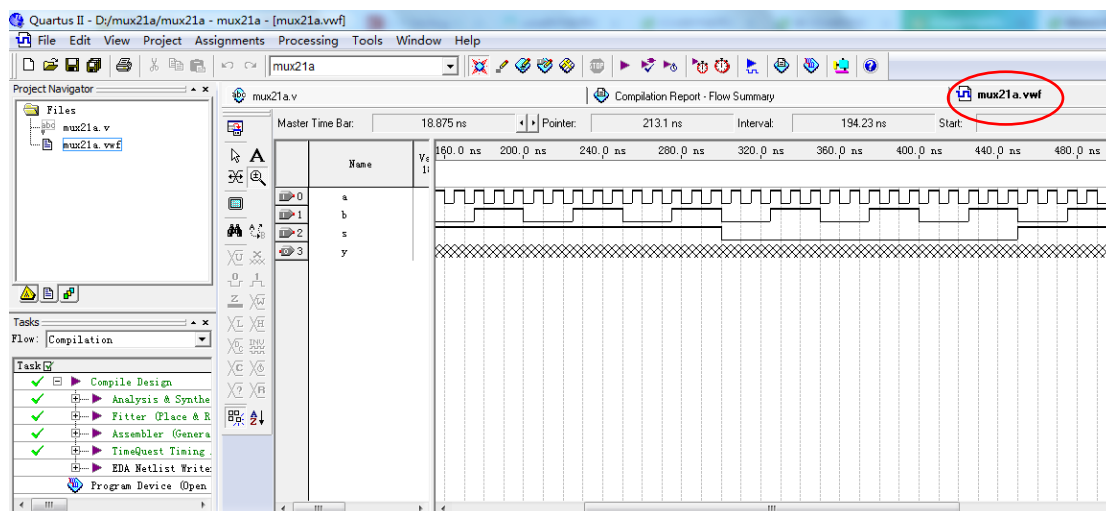 Quartus II - D:/mux21a/mux21a - mux21a - [mux21a.vwf]
File Edit View Project Assignments Processing Tools Window Help
mux21a
Project Navigator
Files
mux21a.v
mux21a.vwf
mux21a.v
Compilation Report - Flow Summary
mux21a.vwf
Master Time Bar: 18.875 ns
Pointer: 213.1 ns
Interval: 194.23 ns
Start:
Name
160.0 ns 200.0 ns 240.0 ns 280.0 ns 320.0 ns 360.0 ns 400.0 ns 440.0 ns 480.0 ns
0 a
1 b
2 s
3 y
Tasks
Flow: Compilation
Task
Compile Design
Analysis & Synthe
Fitter (Place & R
Assembler (Genera
TimeQuest Timing
EDA Netlist Write
Program Device (Open